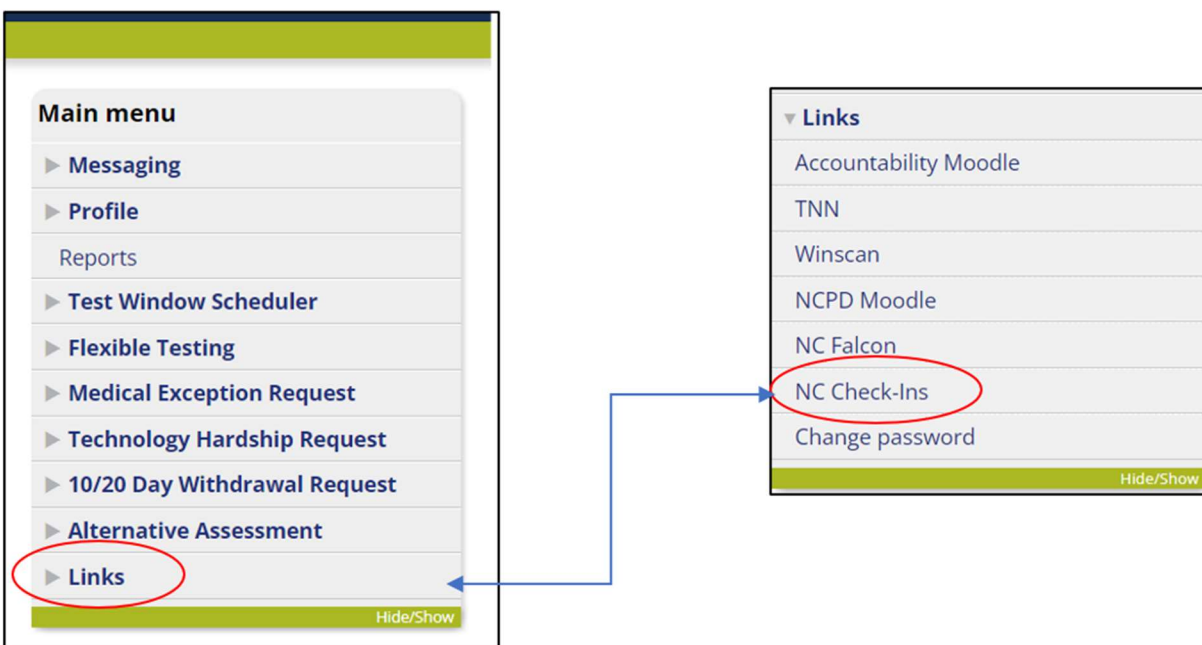 Main menu
Messaging
Profile
Reports
Test Window Scheduler
Flexible Testing
Medical Exception Request
Technology Hardship Request
10/20 Day Withdrawal Request
Alternative Assessment
Links
Hide/Show
Links
Accountability Moodle
TNN
Winscan
NCPD Moodle
NC Falcon
NC Check-Ins
Change password
Hide/Show